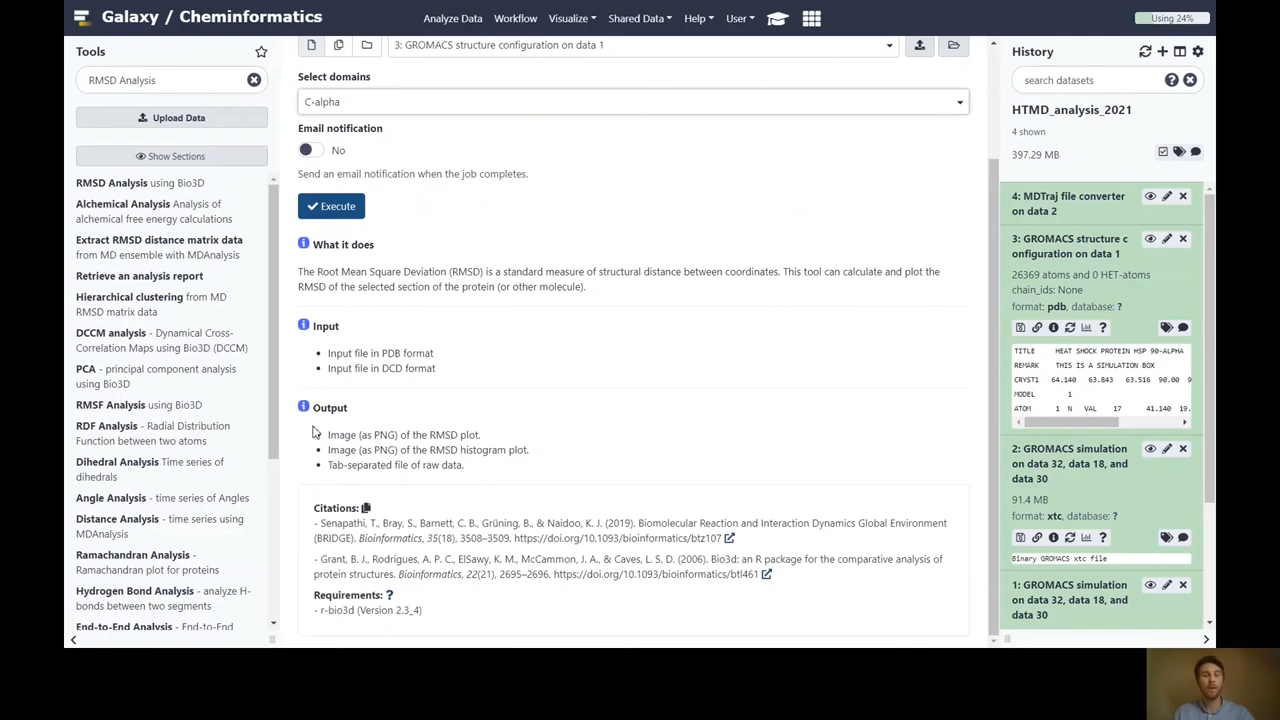 Galaxy / Cheminformatics
Analyze Data Workflow Visualize Shared Data Help User
Using 24%
Tools
RMSD Analysis
Upload Data
Show Sections
RMSD Analysis using Bio3D
Alchemical Analysis Analysis of
alchemical free energy calculations
Extract RMSD distance matrix data
from MD ensemble with MDAnalysis
Retrieve an analysis report
Hierarchical clustering from MD
RMSD matrix data
DCCM analysis - Dynamical Cross-
Correlation Maps using Bio3D (DCCM)
PCA - principal component analysis
using Bio3D
RMSF Analysis using Bio3D
RDF Analysis - Radial Distribution
Function between two atoms
Dihedral Analysis Time series of
dihedrals
Angle Analysis - time series of Angles
Distance Analysis - time series using
MDAnalysis
Ramachandran Analysis -
Ramachandran plot for proteins
Hydrogen Bond Analysis - analyze H-
bonds between two segments
End-to-End Analysis - End-to-End
3: GROMACS structure configuration on data 1
Select domains
C-alpha
Email notification
No
Send an email notification when the job completes.
Execute
What it does
The Root Mean Square Deviation (RMSD) is a standard measure of structural distance between coordinates. This tool can calculate and plot the
RMSD of the selected section of the protein (or other molecule).
Input
• Input file in PDB format
• Input file in DCD format
Output
• Image (as PNG) of the RMSD plot.
• Image (as PNG) of the RMSD histogram plot.
• Tab-separated file of raw data.
Citations:
- Senapathi, T., Bray, S., Barnett, C. B., Grüning, B., & Naidoo, K. J. (2019). Biomolecular Reaction and Interaction Dynamics Global Environment
(BRIDGE). Bioinformatics, 35(18), 3508–3509. https://doi.org/10.1093/bioinformatics/btz107
- Grant, B. J., Rodrigues, A. P. C., ElSawy, K. M., McCammon, J. A., & Caves, L. S. D. (2006). Bio3d: an R package for the comparative analysis of
protein structures. Bioinformatics, 22(21), 2695–2696. https://doi.org/10.1093/bioinformatics/btl461
Requirements: ?
- r-bio3d (Version 2.3_4)
History
search datasets
HTMD_analysis_2021
4 shown
397.29 MB
4: MDTraj file converter
on data 2
3: GROMACS structure c
onfiguration on data 1
26369 atoms and 0 HET-atoms
chain_ids: None
format: pdb, database: ?
TITLE HEAT SHOCK PROTEIN HSP 90-ALPHA
REMARK THIS IS A SIMULATION BOX
CRYST1 64.140 63.843 63.516 90.00 9
MODEL 1
ATOM 1 N VAL 17 41.140 19.
2: GROMACS simulation
on data 32, data 18, and
data 30
91.4 MB
format: xtc, database: ?
Binary GROMACS xtc file
1: GROMACS simulation
on data 32, data 18, and
data 30